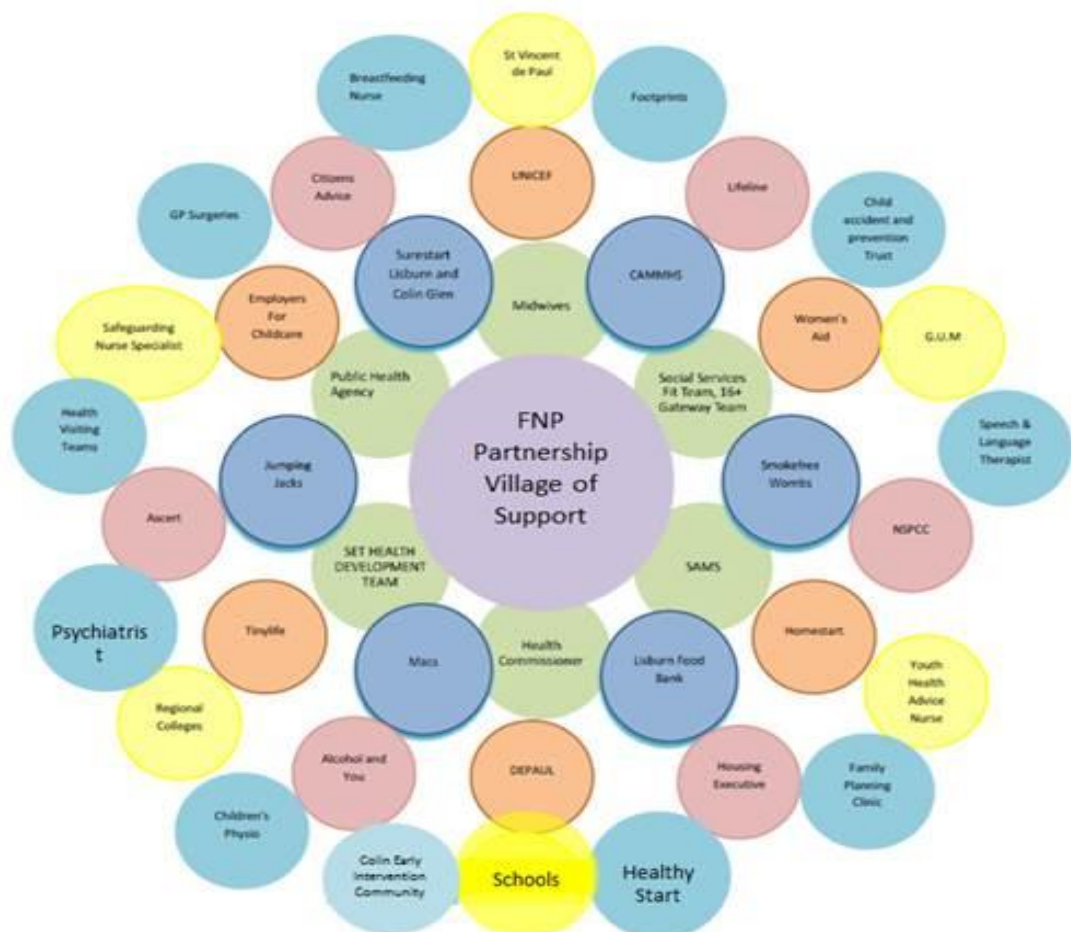 St Vincent
de Paul
Breastfeeding
Nurse
Footprints
UNICEF
Citizens
Advice
Lifeline
GP Surgeries
Child
accident and
prevention
Trust
Surestart
Lisburn and
Colin Glen
CAMMHS
Midwives
Employers
For
Childcare
Women's
Aid
Safeguarding
Nurse Specialist
G.U.M
Public Health
Agency
Social Services
Fit Team, 16+
Gateway Team
Health
Visiting
Teams
FNP
Partnership
Village of
Support
Speech &
Language
Therapist
Jumping
Jacks
Smokefree
Wombs
Ascert
NSPCC
SET HEALTH
DEVELOPMENT
TEAM
SAMS
Psychiatris
t
Tinylife
Homestart
Macs
Health
Commissioner
Lisburn Food
Bank
Youth
Health
Advice
Nurse
Regional
Colleges
Alcohol and
You
DEPAUL
Housing
Executive
Family
Planning
Clinic
Children's
Physio
Colin Early
Intervention
Community
Schools
Healthy
Start